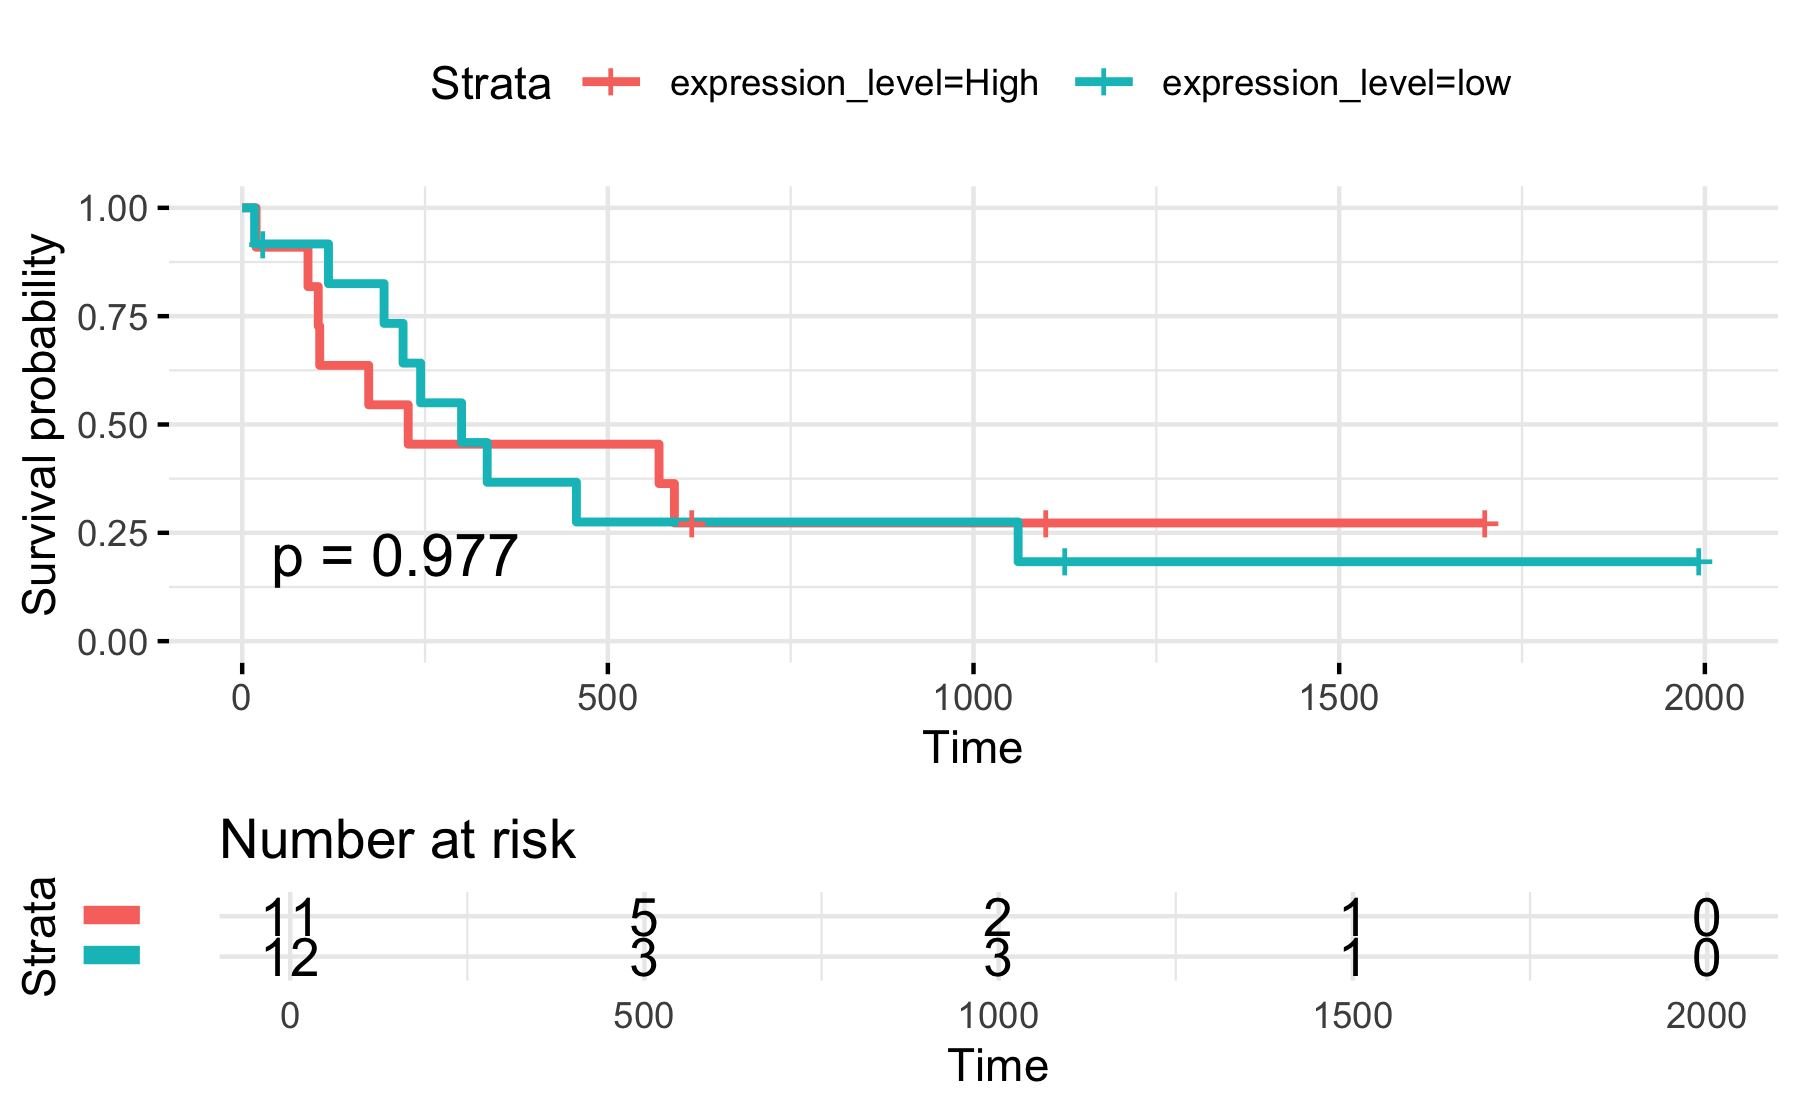 Strata expression_level=High expression_level=low
Survival probability
1.00
0.75
0.50
0.25
0.00
p = 0.977
0 500 1000 1500 2000
Time
Number at risk
Strata
11 5 2 1 0
12 3 3 1 0
0 500 1000 1500 2000
Time